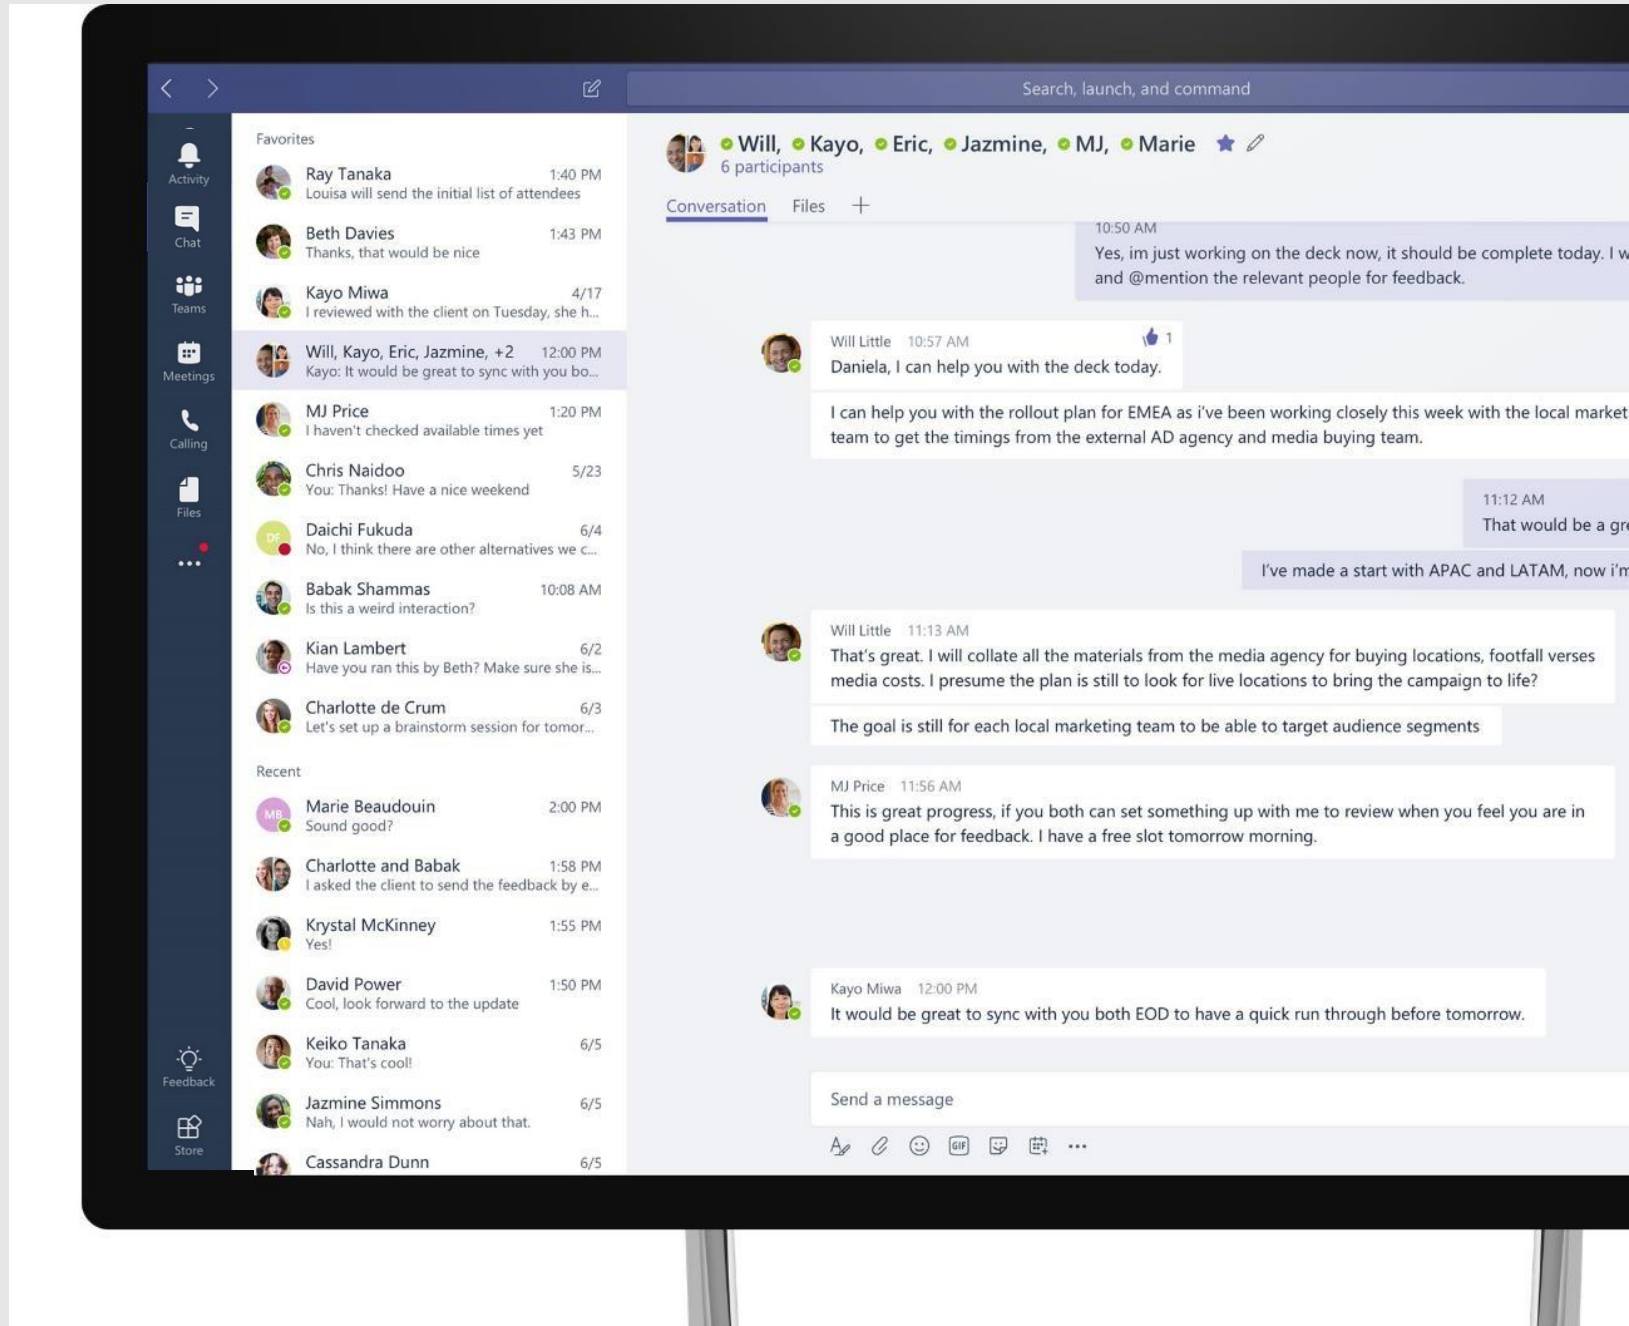 Search, launch, and command
Activity
Chat
Teams
Meetings
Calling
Files
Feedback
Store
Favorites
Ray Tanaka 1:40 PM
Louisa will send the initial list of attendees
Beth Davies 1:43 PM
Thanks, that would be nice
Kayo Miwa 4/17
I reviewed with the client on Tuesday, she h...
Will, Kayo, Eric, Jazmine, +2 12:00 PM
Kayo: It would be great to sync with you bo...
MJ Price 1:20 PM
I haven't checked available times yet
Chris Naidoo 5/23
You: Thanks! Have a nice weekend
DF
Daichi Fukuda 6/4
No, I think there are other alternatives we c...
Babak Shammas 10:08 AM
Is this a weird interaction?
Kian Lambert 6/2
Have you ran this by Beth? Make sure she is...
Charlotte de Crum 6/3
Let's set up a brainstorm session for tomor...
Recent
MB
Marie Beaudouin 2:00 PM
Sound good?
Charlotte and Babak 1:58 PM
I asked the client to send the feedback by e...
Krystal McKinney 1:55 PM
Yes!
David Power 1:50 PM
Cool, look forward to the update
Keiko Tanaka 6/5
You: That's cool!
Jazmine Simmons 6/5
Nah, I would not worry about that.
Cassandra Dunn 6/5
Will, Kayo, Eric, Jazmine, MJ, Marie
6 participants
Conversation Files
10:50 AM
Yes, im just working on the deck now, it should be complete today. I w
and @mention the relevant people for feedback.
Will Little 10:57 AM 1
Daniela, I can help you with the deck today.
I can help you with the rollout plan for EMEA as i've been working closely this week with the local market
team to get the timings from the external AD agency and media buying team.
11:12 AM
That would be a gre
I've made a start with APAC and LATAM, now i'm
Will Little 11:13 AM
That's great. I will collate all the materials from the media agency for buying locations, footfall verses
media costs. I presume the plan is still to look for live locations to bring the campaign to life?
The goal is still for each local marketing team to be able to target audience segments
MJ Price 11:56 AM
This is great progress, if you both can set something up with me to review when you feel you are in
a good place for feedback. I have a free slot tomorrow morning.
Kayo Miwa 12:00 PM
It would be great to sync with you both EOD to have a quick run through before tomorrow.
Send a message
GIF